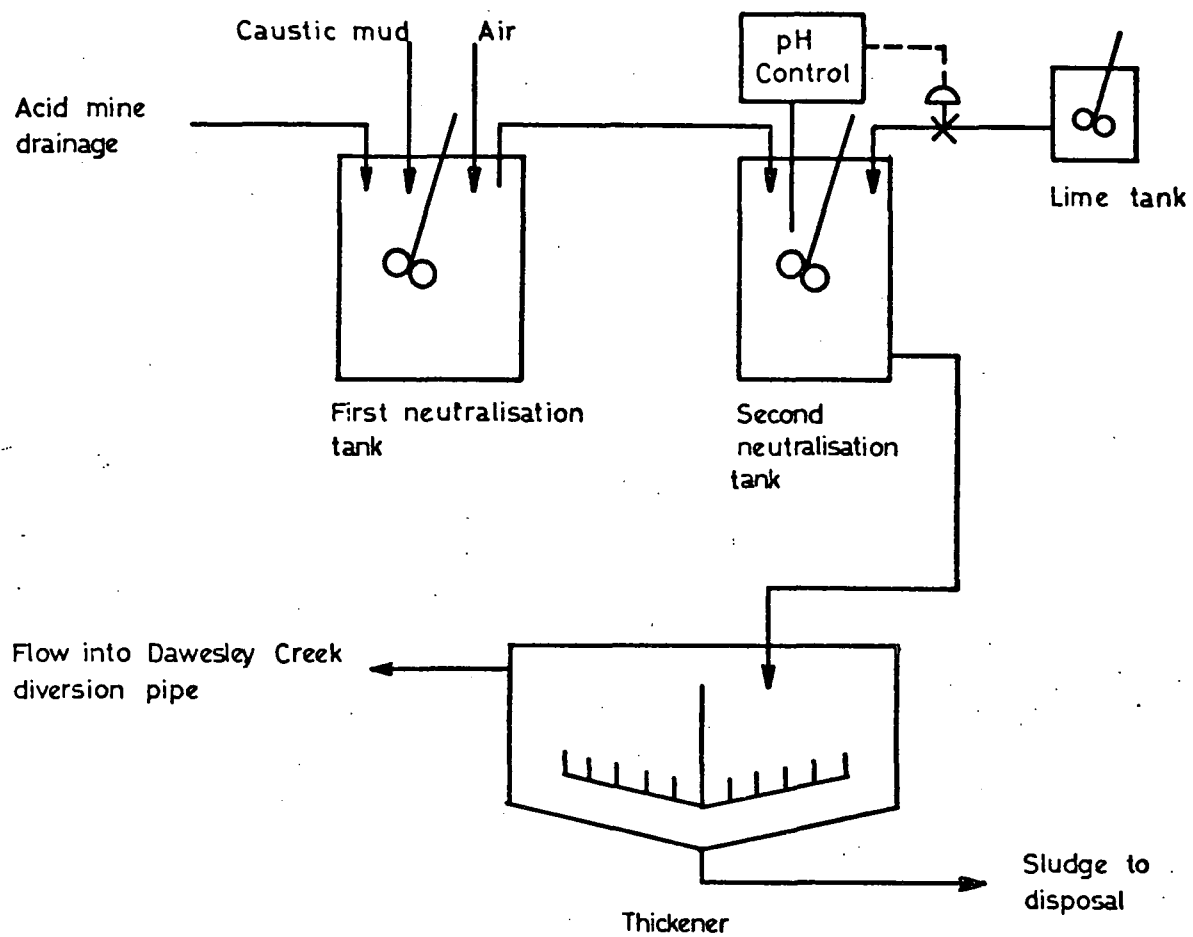 Caustic mud
Air
pH
Control
Acid mine
drainage
Lime tank
First neutralisation
tank
Second
neutralisation
tank
Flow into Dawesley Creek
diversion pipe
Sludge to
disposal
Thickener